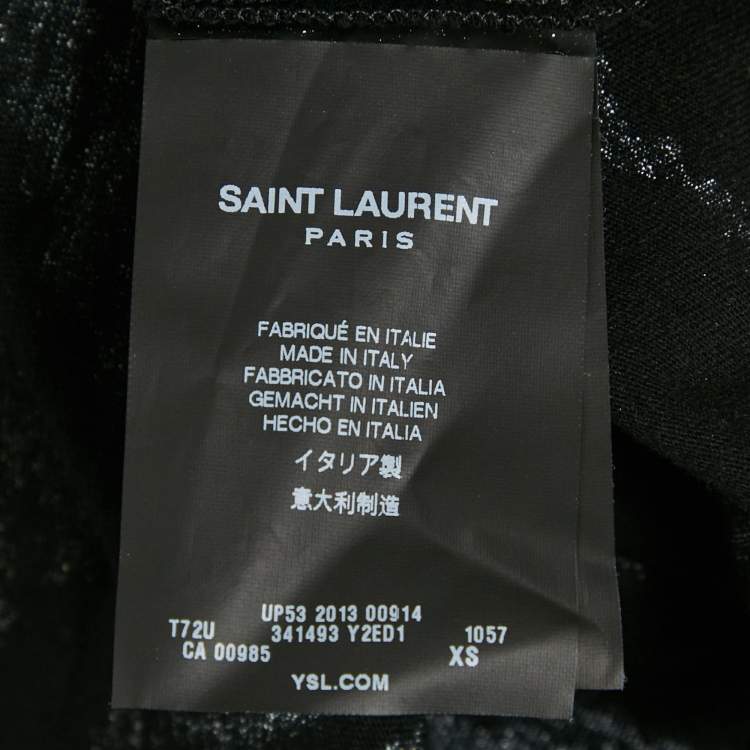 SAINT LAURENT
PARIS
FABRIQUÉ EN ITALIE
MADE IN ITALY
FABBRICATO IN ITALIA
GEMACHT IN ITALIEN
HECHO EN ITALIA
イタリア製
意大利制造
UP53 2013 00914
T72U 341493 Y2ED1 1057
CA 00985 XS
YSL.COM